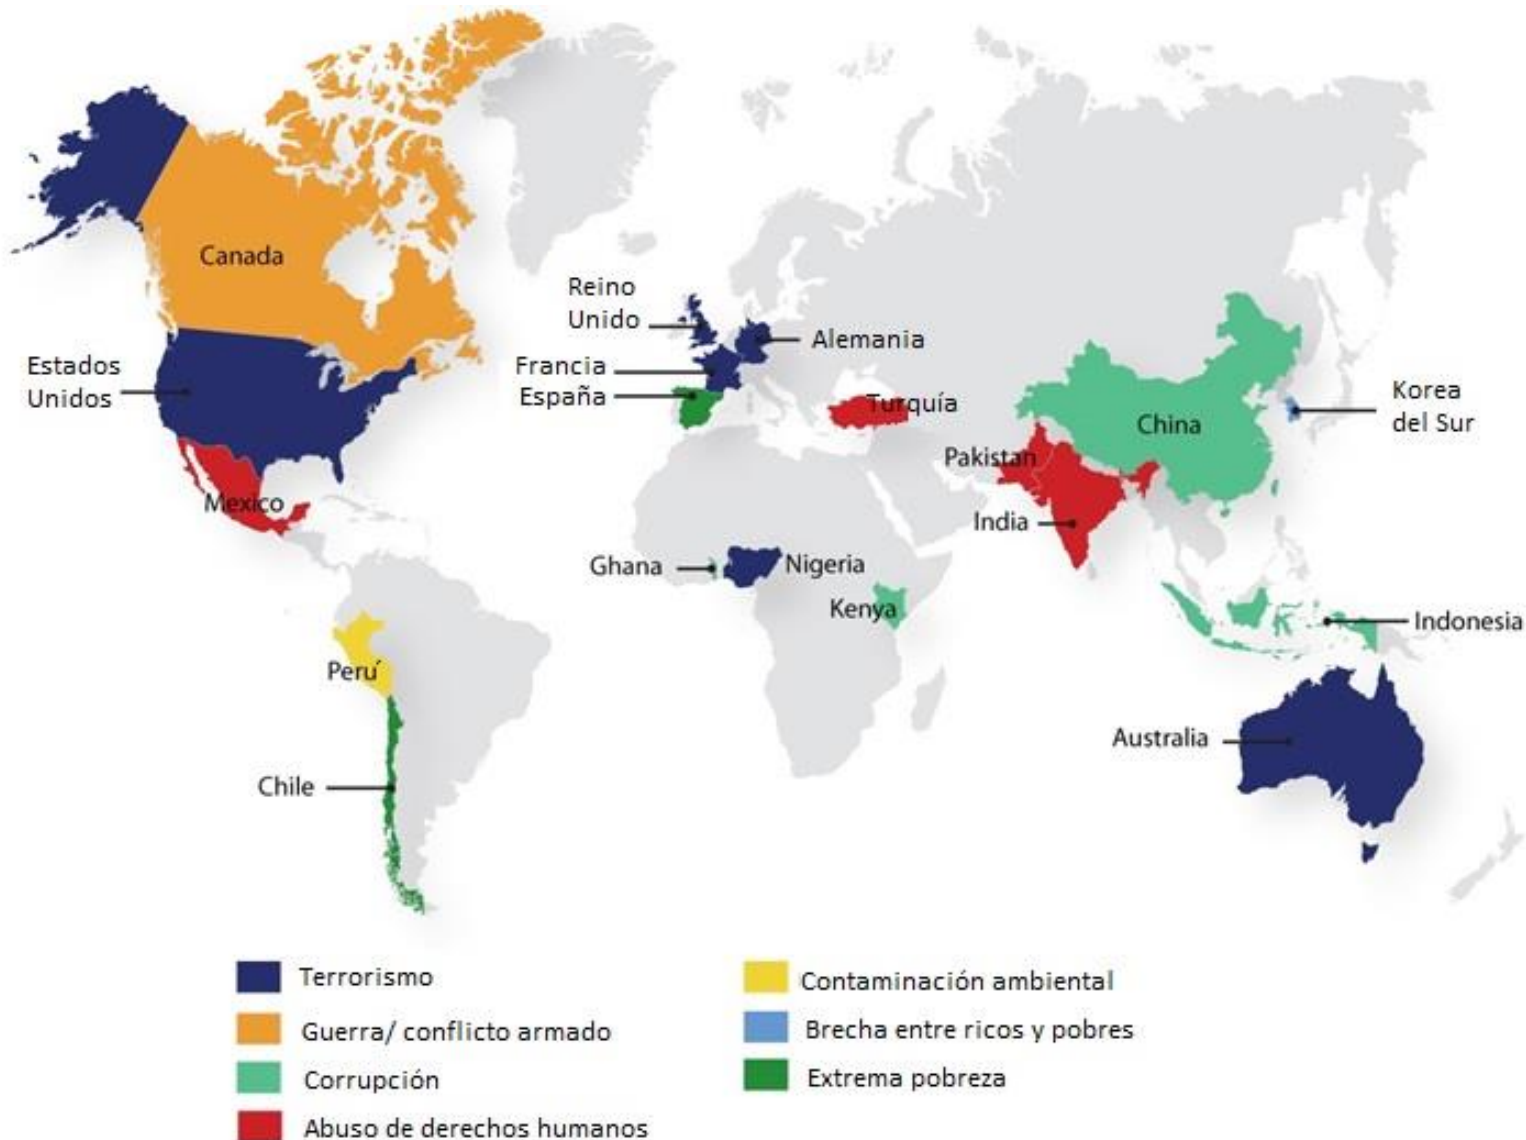 Canada
Reino
Unido
Alemania
Estados
Unidos
Francia
España
Turquía
Korea
del Sur
China
Pakistan
Mexico
India
Ghana
Nigeria
Kenya
Indonesia
Perú
Australia
Chile
Terrorismo
Guerra/ conflicto armado
Corrupción
Abuso de derechos humanos
Contaminación ambiental
Brecha entre ricos y pobres
Extrema pobreza